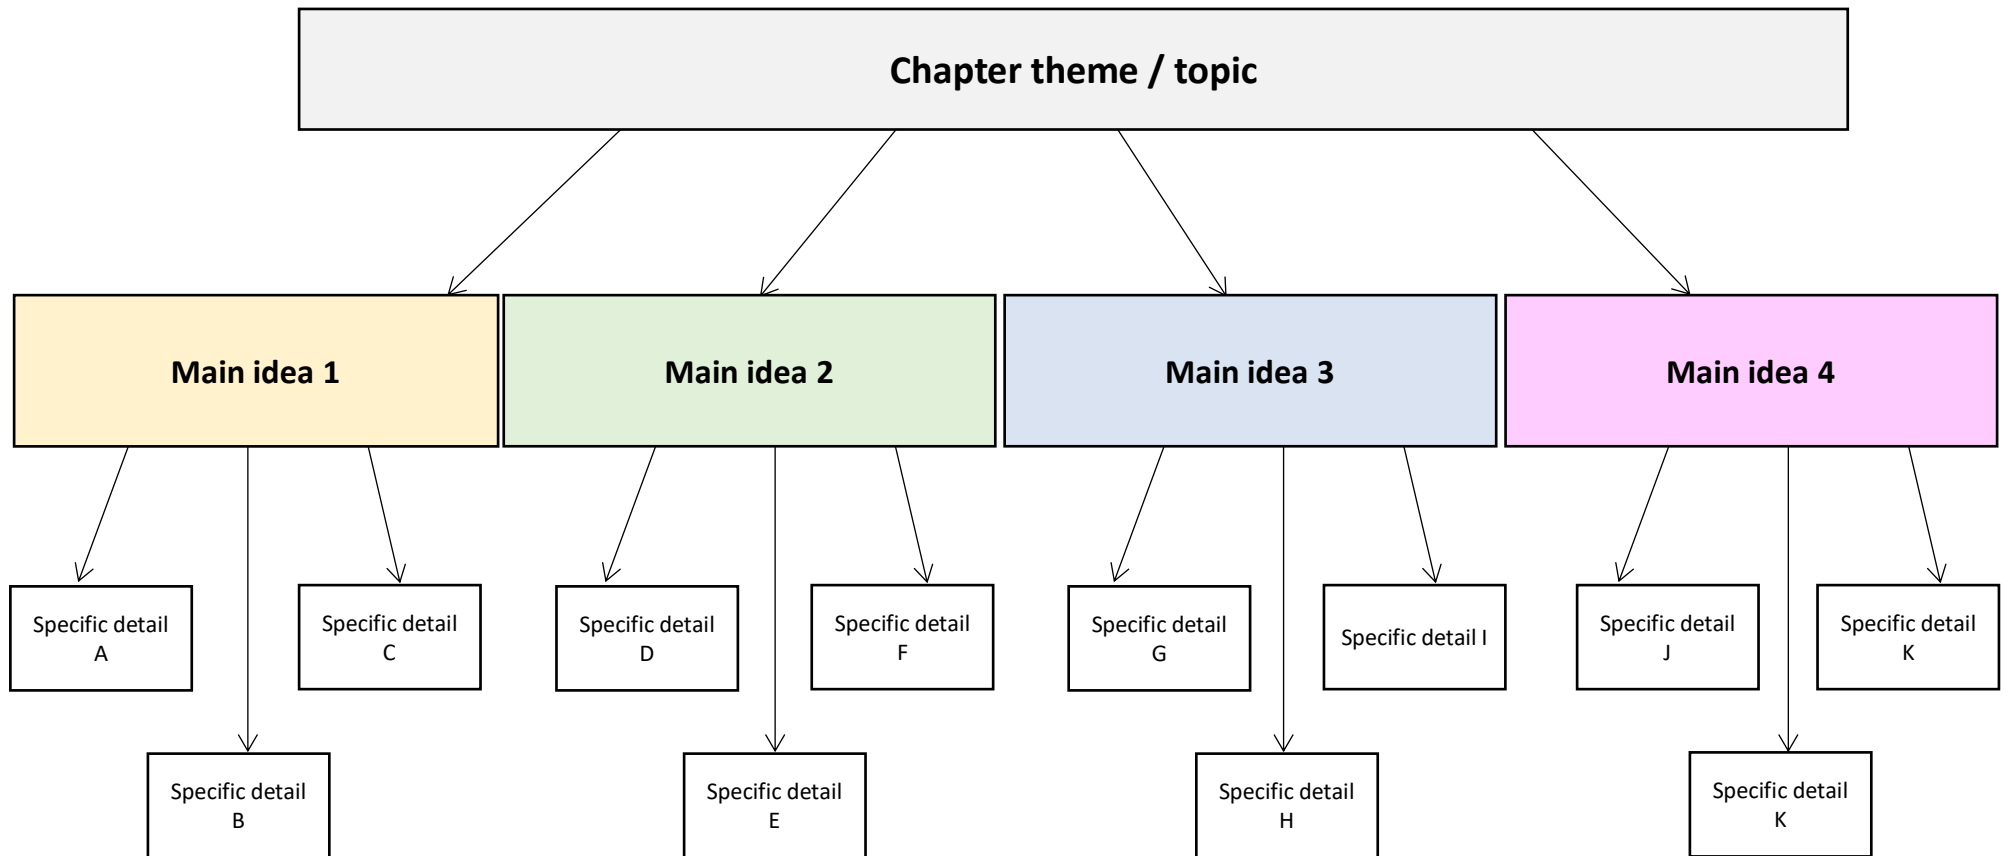 Chapter theme / topic
Main idea 1
Main idea 2
Main idea 3
Main idea 4
Specific detail
A
Specific detail
C
Specific detail
D
Specific detail
F
Specific detail
G
Specific detail I
Specific detail
J
Specific detail
K
Specific detail
B
Specific detail
E
Specific detail
H
Specific detail
K